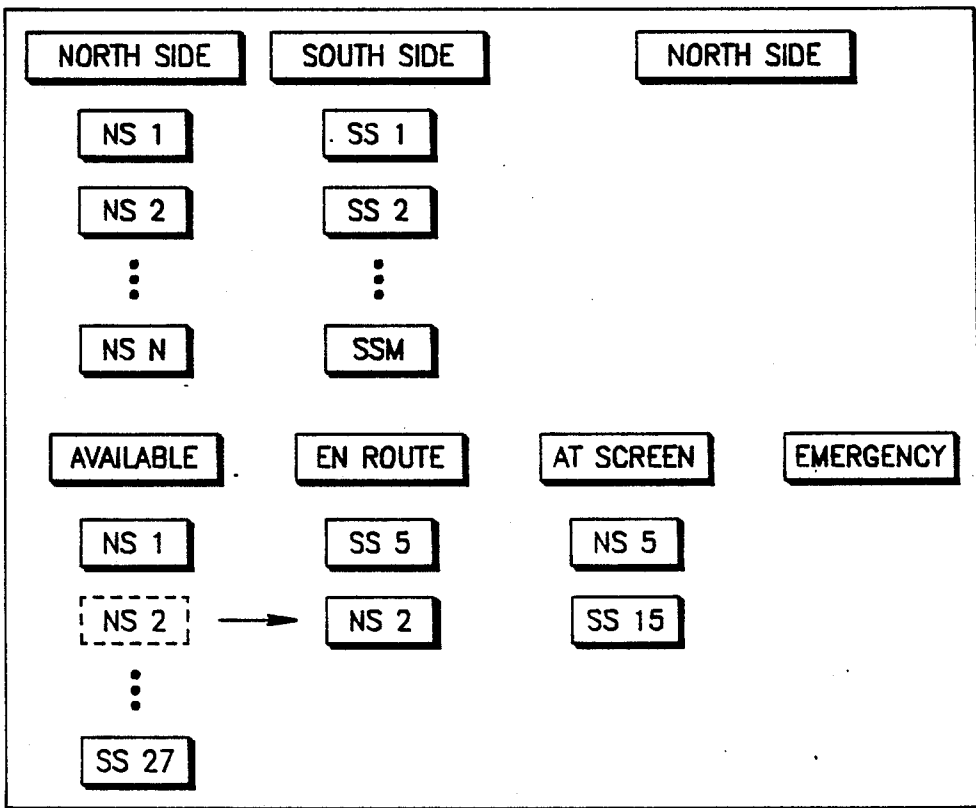 NORTH SIDE SOUTH SIDE NORTH SIDE
NS 1 SS 1
NS 2 SS 2
NS N SSM
AVAILABLE EN ROUTE AT SCREEN EMERGENCY
NS 1 SS 5 NS 5
NS 2 NS 2 SS 15
SS 27